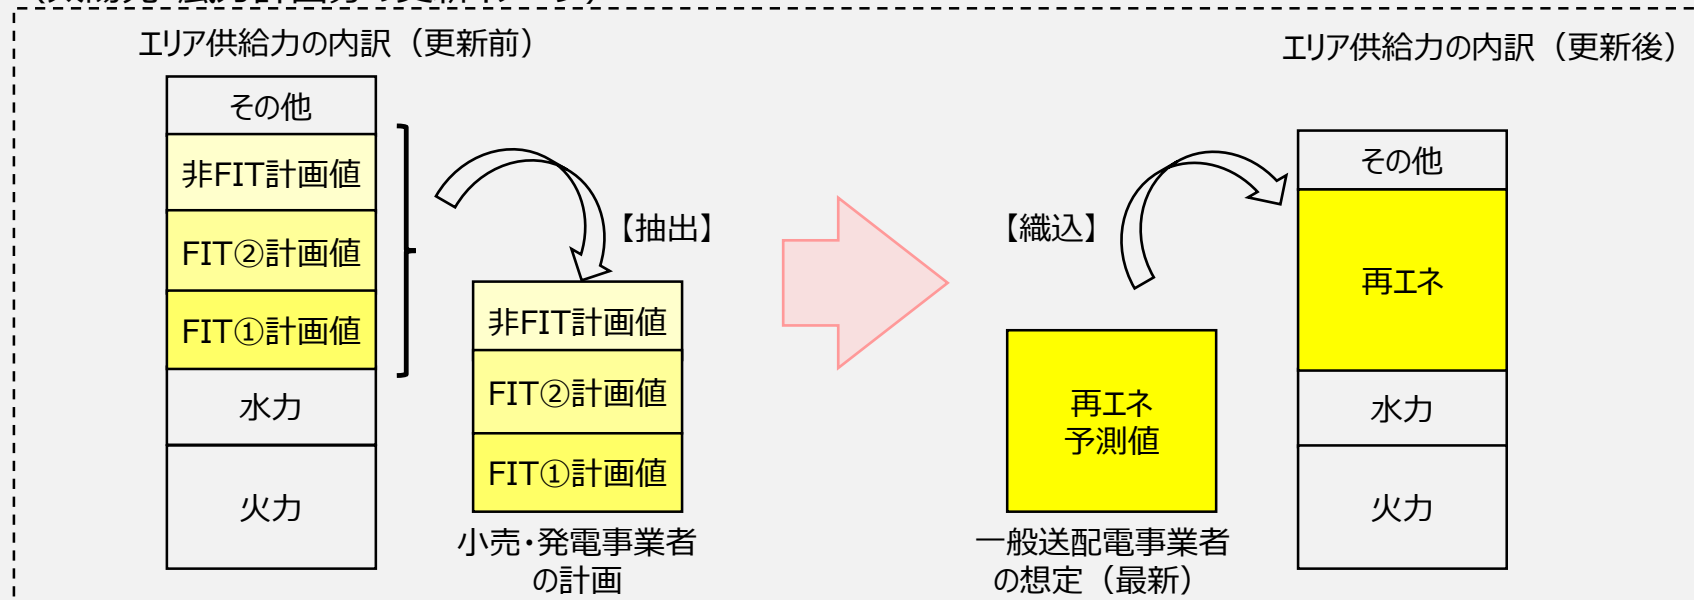 エリア供給力の内訳（更新前）
その他
非FIT計画値
FIT②計画値
FIT①計画値
水力
火力
【抽出】
非FIT計画値
FIT②計画値
FIT①計画値
小売・発電事業者
の計画
【織込】
再エネ
予測値
一般送配電事業者
の想定（最新）
エリア供給力の内訳（更新後）
その他
再エネ
水力
火力